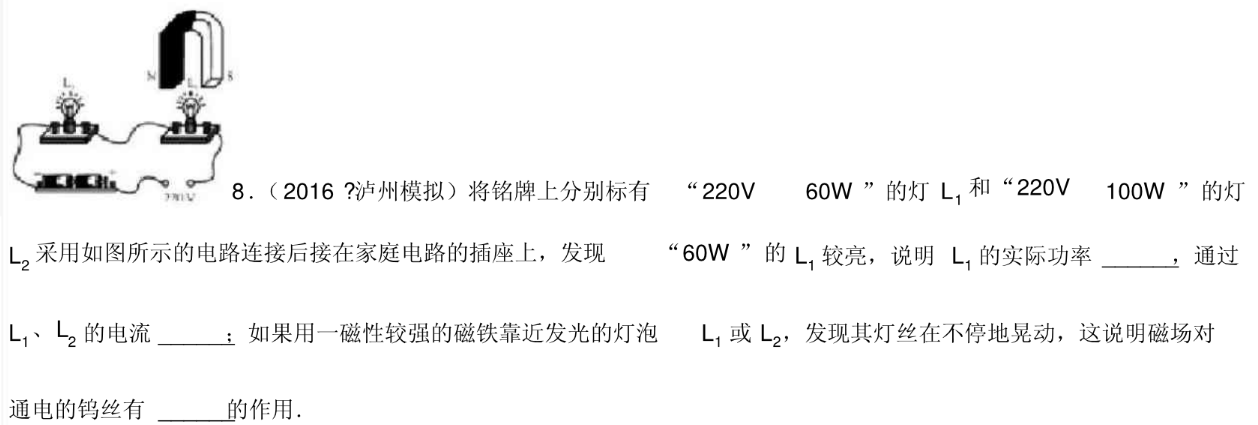 N S
L L
220V
8．（2016 ?泸州模拟）将铭牌上分别标有 “220V 60W ”的灯 L₁ 和“220V 100W ”的灯
L₂ 采用如图所示的电路连接后接在家庭电路的插座上，发现 “60W ”的 L₁ 较亮，说明 L₁ 的实际功率 ______，通过
L₁、L₂ 的电流 ______；如果用一磁性较强的磁铁靠近发光的灯泡 L₁ 或 L₂，发现其灯丝在不停地晃动，这说明磁场对
通电的钨丝有 ______的作用．